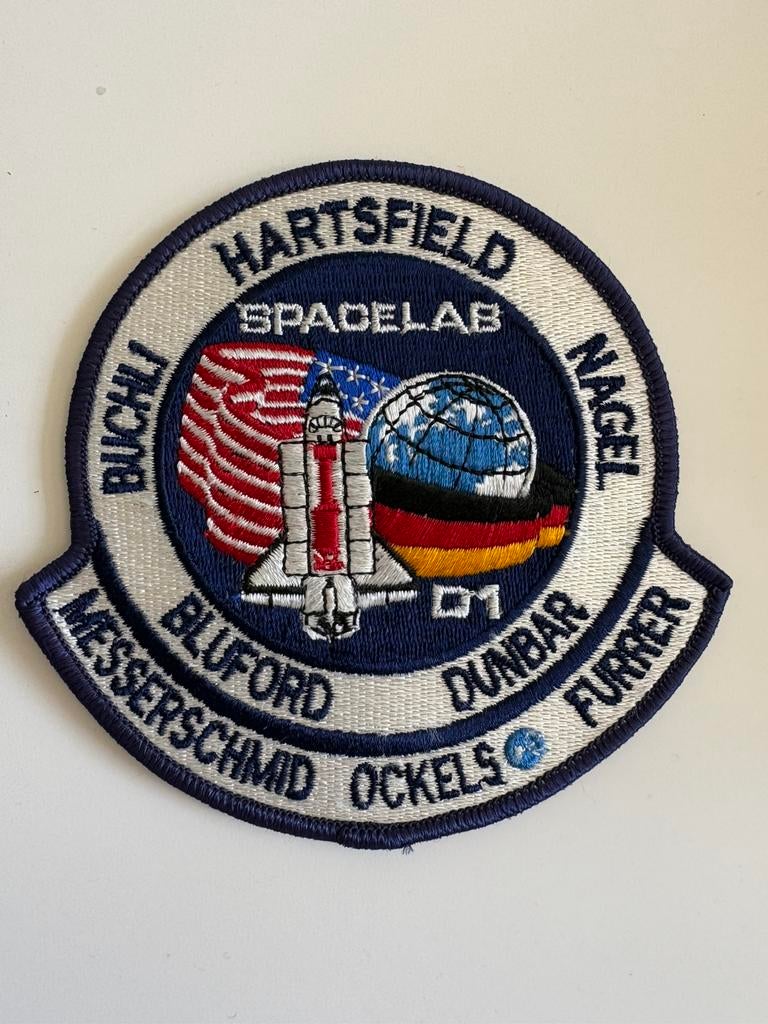 HARTSFIELD
BUCHLI
NAGEL
SPACELAB
D1
BLUFORD
DUNBAR
MESSERSCHMID
OCKELS
FURRER